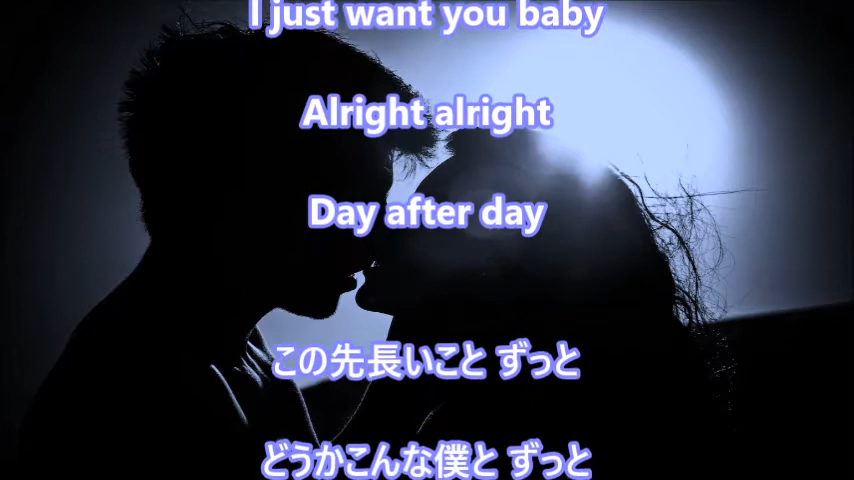 I just want you baby
Alright alright
Day after day
この先長いこと ずっと
どうかこんな僕と ずっと